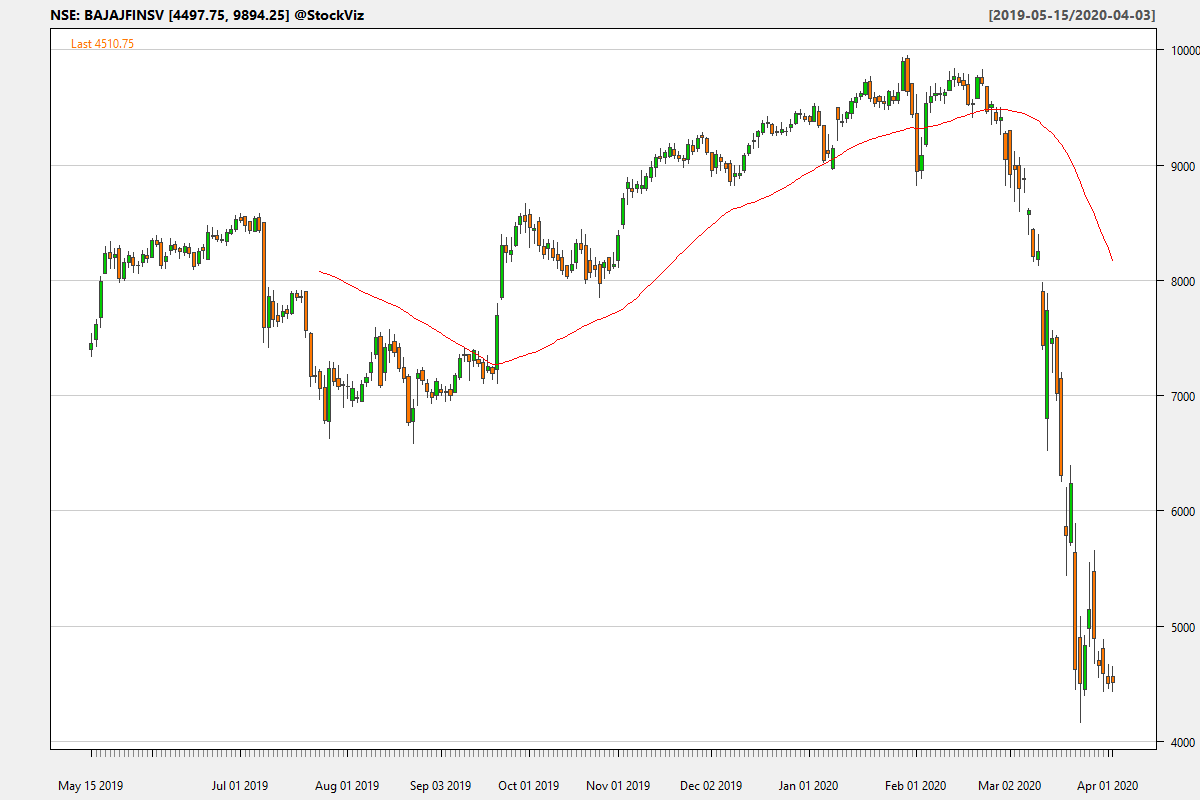 NSE: BAJAJFINSV [4497.75, 9894.25] @StockViz
[2019-05-15/2020-04-03]
Last 4510.75
10000
9000
8000
7000
6000
5000
4000
May 15 2019 Jul 01 2019 Aug 01 2019 Sep 03 2019 Oct 01 2019 Nov 01 2019 Dec 02 2019 Jan 01 2020 Feb 01 2020 Mar 02 2020 Apr 01 2020